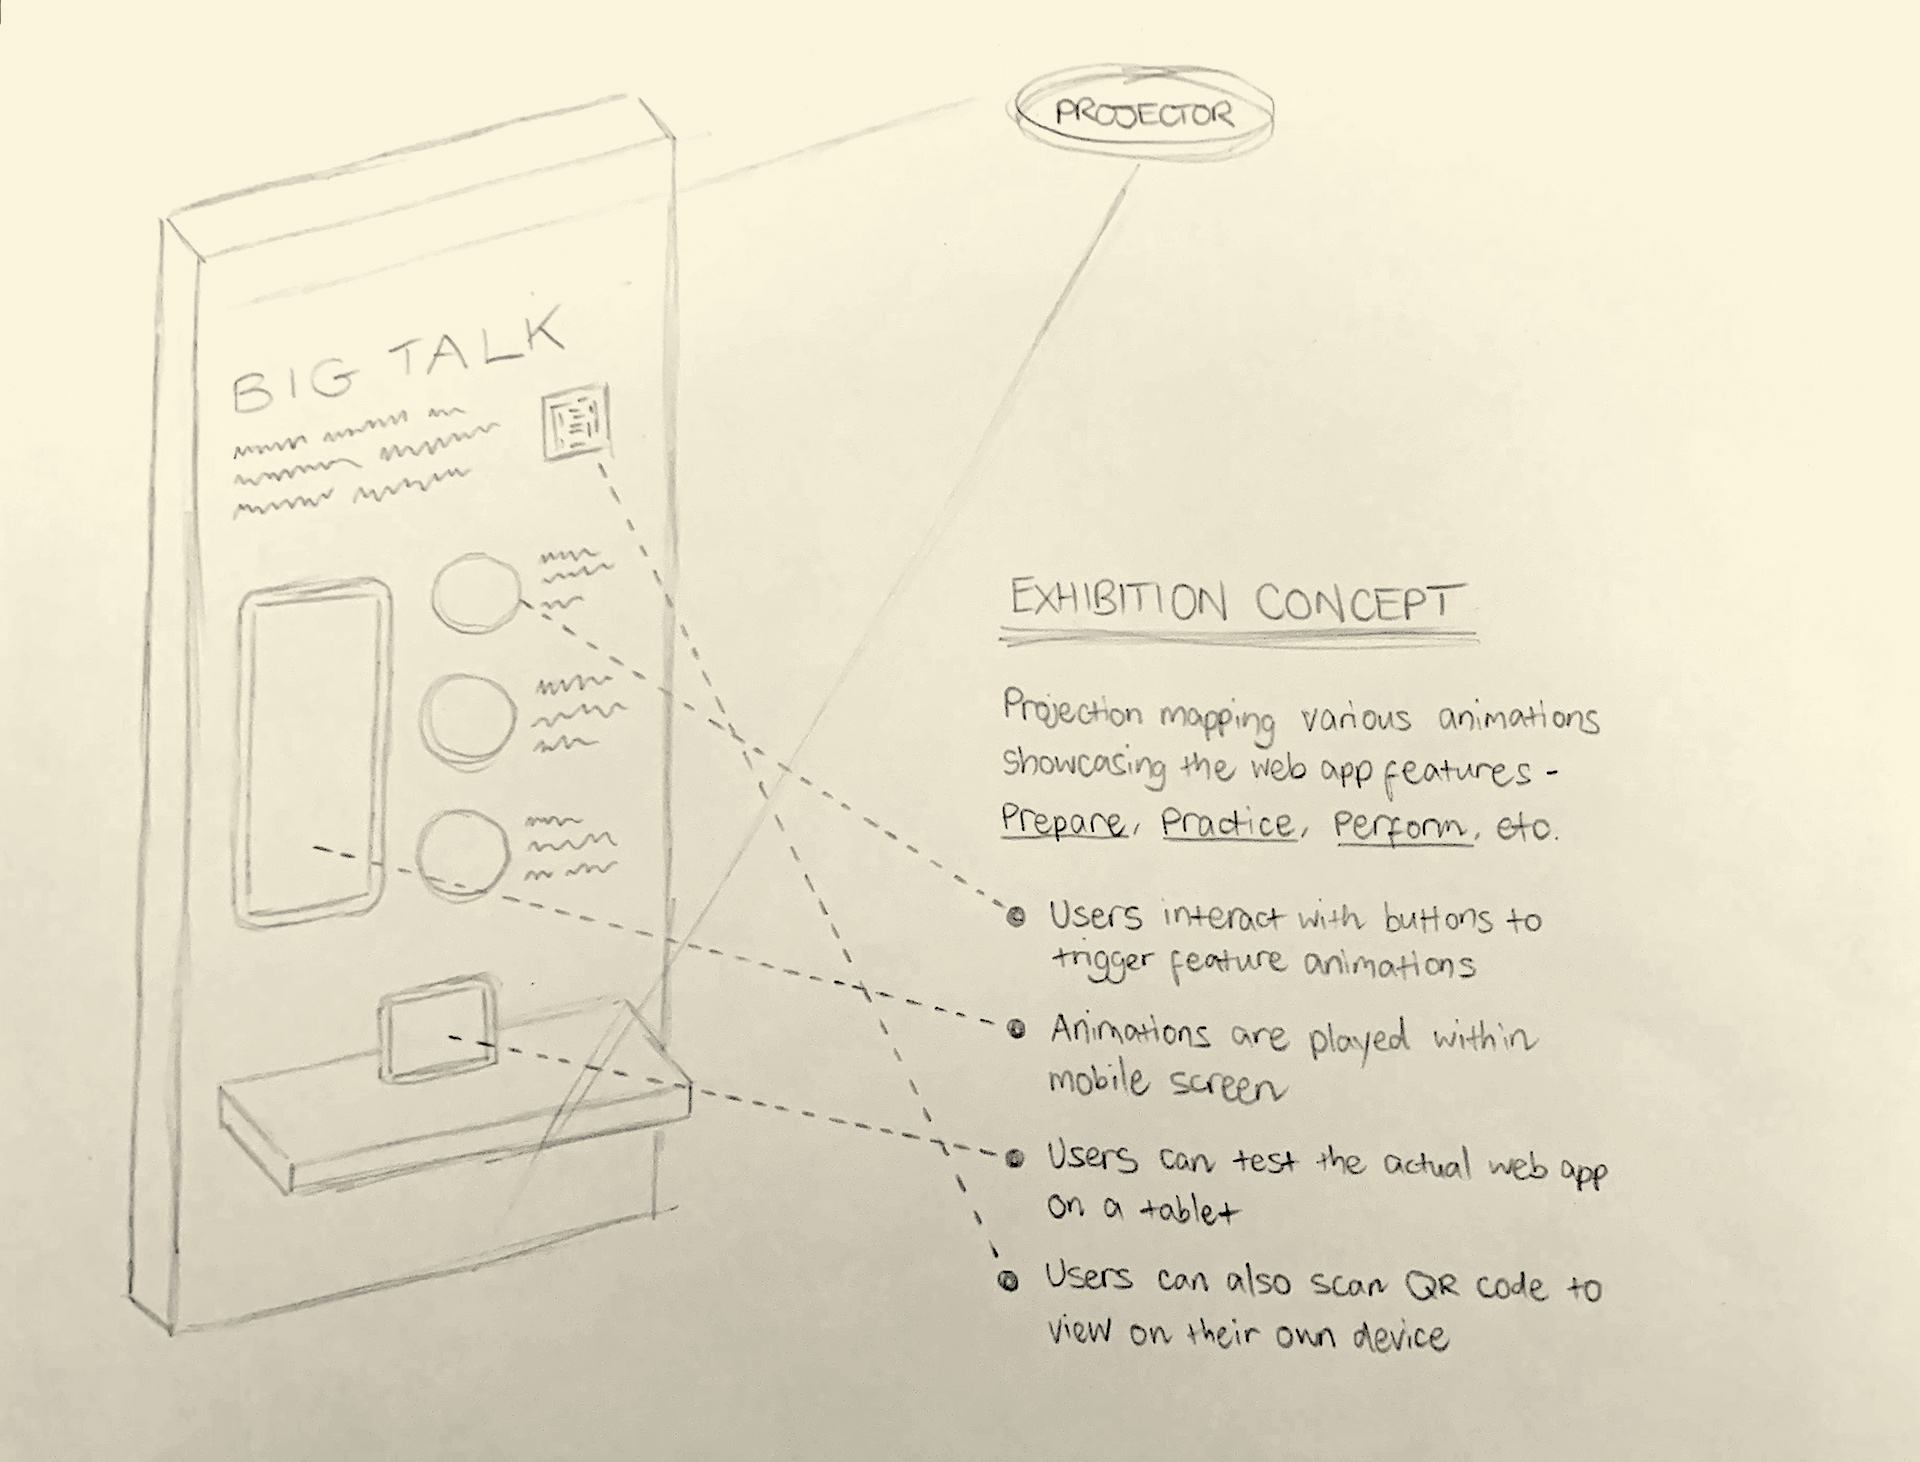 PROJECTOR
BIG TALK
EXHIBITION CONCEPT
Projection mapping various animations
showcasing the web app features -
Prepare, Practice, Perform, etc.
Users interact with buttons to
trigger feature animations
Animations are played within
mobile screen
Users can test the actual web app
on a tablet
Users can also scan QR code to
view on their own device